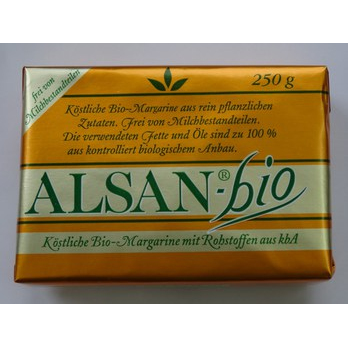 frei von
Milchbestandteilen
250 g
Köstliche Bio-Margarine aus rein pflanzlichen
Zutaten. Frei von Milchbestandteilen.
Die verwendeten Fette und Öle sind zu 100 %
aus kontrolliert biologischem Anbau.
ALSAN®-bio
Köstliche Bio-Margarine mit Rohstoffen aus kbA